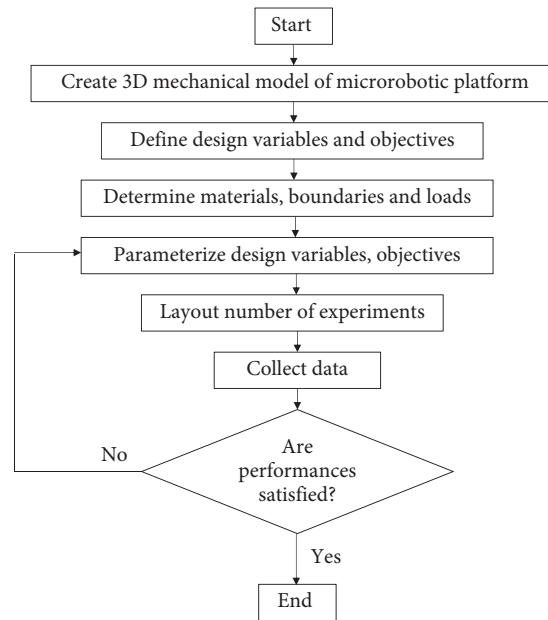 Start
Create 3D mechanical model of microrobotic platform
Define design variables and objectives
Determine materials, boundaries and loads
Parameterize design variables, objectives
Layout number of experiments
Collect data
Are
performances
satisfied?
No
Yes
End